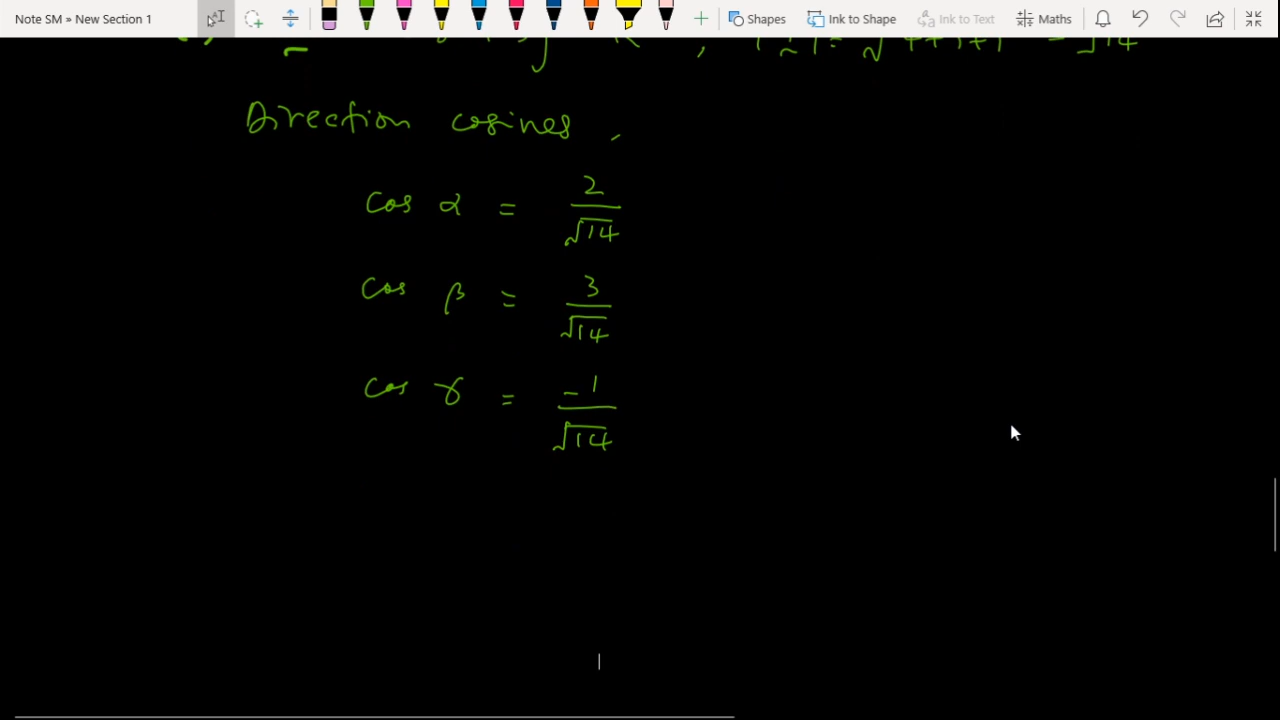 Note SM » New Section 1
Shapes
Ink to Shape
Ink to Text
Maths
√14
Direction cosines,
cos α = 2/√14
cos β = 3/√14
cos γ = -1/√14